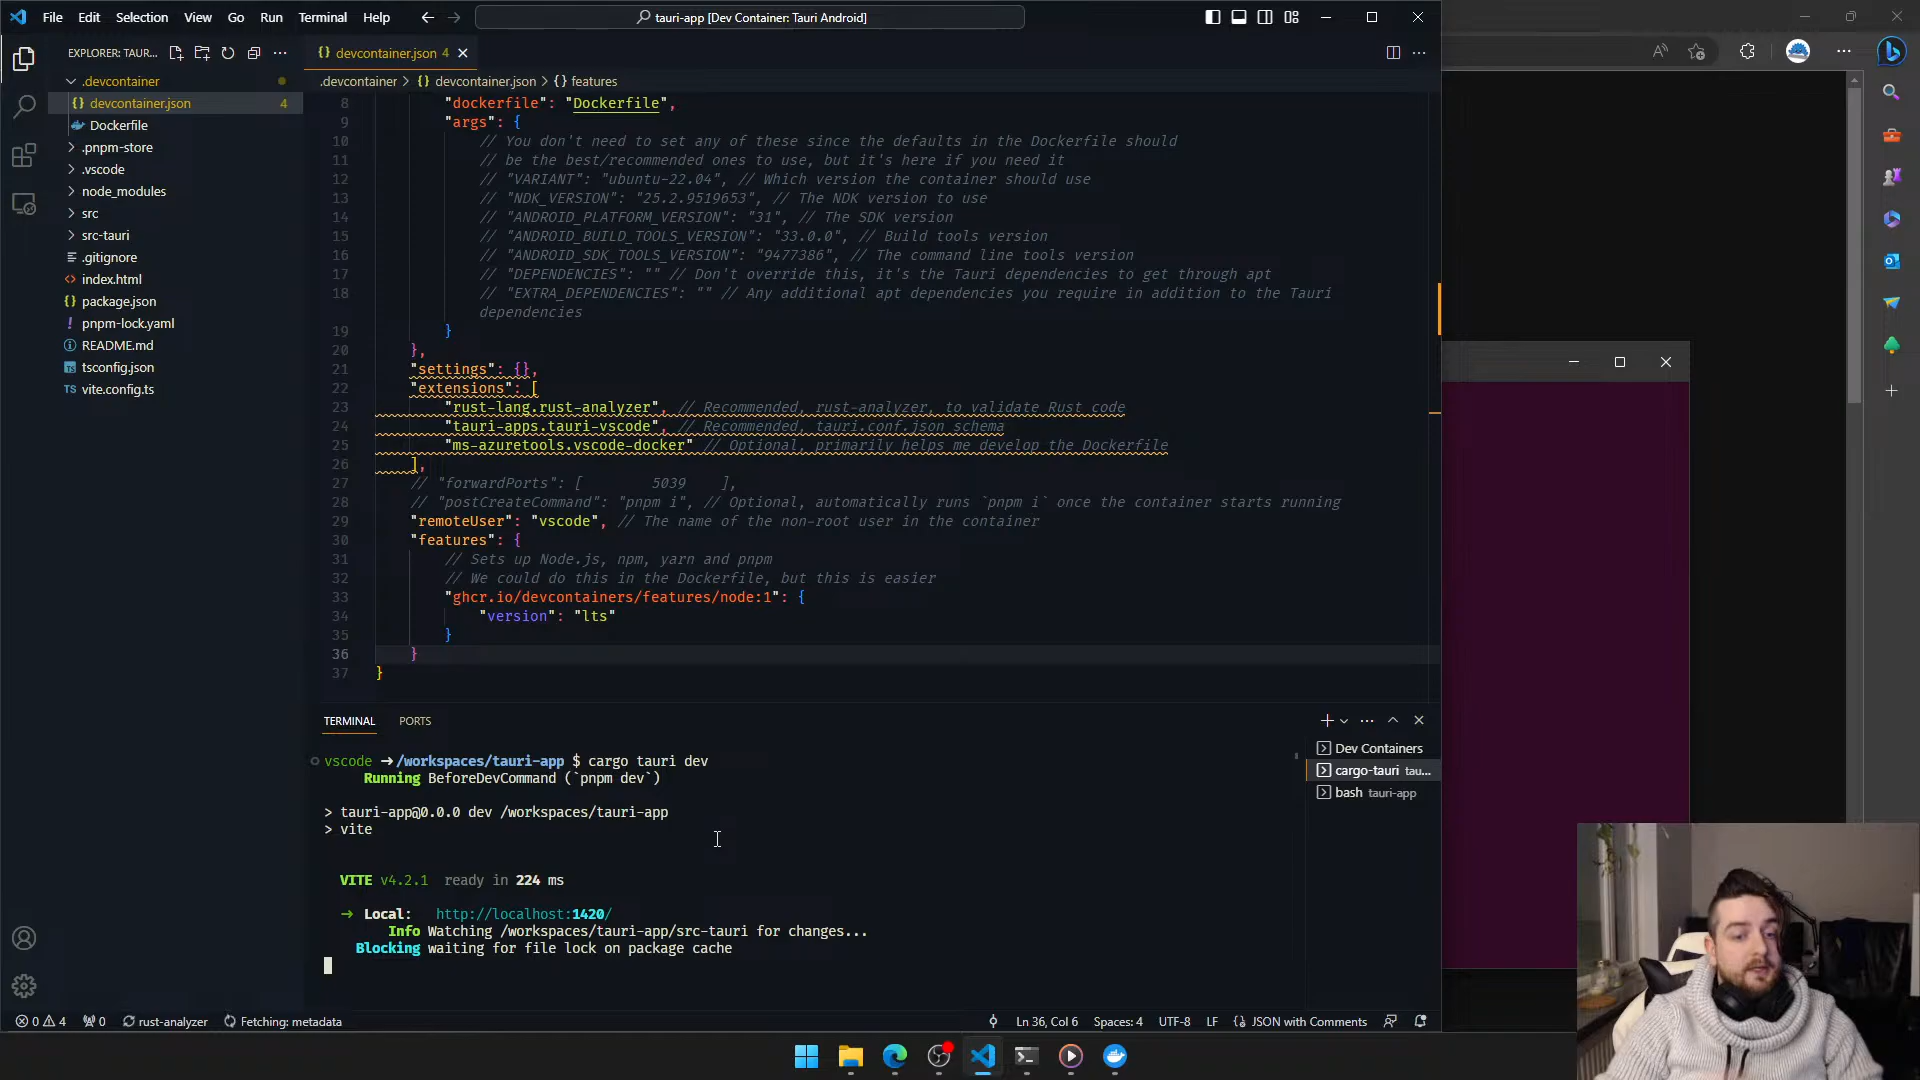 File Edit Selection View Go Run Terminal Help
tauri-app [Dev Container: Tauri Android]
EXPLORER: TAUR...
.devcontainer
devcontainer.json 4
Dockerfile
.pnpm-store
.vscode
node_modules
src
src-tauri
.gitignore
index.html
package.json
pnpm-lock.yaml
README.md
tsconfig.json
TS vite.config.ts
{} devcontainer.json 4
.devcontainer > {} devcontainer.json > {} features
8 "dockerfile": "Dockerfile",
9 "args": {
10 // You don't need to set any of these since the defaults in the Dockerfile should
11 // be the best/recommended ones to use, but it's here if you need it
12 // "VARIANT": "ubuntu-22.04", // Which version the container should use
13 // "NDK_VERSION": "25.2.9519653", // The NDK version to use
14 // "ANDROID_PLATFORM_VERSION": "31", // The SDK version
15 // "ANDROID_BUILD_TOOLS_VERSION": "33.0.0", // Build tools version
16 // "ANDROID_SDK_TOOLS_VERSION": "9477386", // The command line tools version
17 // "DEPENDENCIES": "" // Don't override this, it's the Tauri dependencies to get through apt
18 // "EXTRA_DEPENDENCIES": "" // Any additional apt dependencies you require in addition to the Tauri
dependencies
19 }
20 },
21 "settings": {},
22 "extensions": [
23 "rust-lang.rust-analyzer", // Recommended, rust-analyzer, to validate Rust code
24 "tauri-apps.tauri-vscode", // Recommended, tauri.conf.json schema
25 "ms-azuretools.vscode-docker" // Optional, primarily helps me develop the Dockerfile
26 ],
27 // "forwardPorts": [ 5039 ],
28 // "postCreateCommand": "pnpm i", // Optional, automatically runs `pnpm i` once the container starts running
29 "remoteUser": "vscode", // The name of the non-root user in the container
30 "features": {
31 // Sets up Node.js, npm, yarn and pnpm
32 // We could do this in the Dockerfile, but this is easier
33 "ghcr.io/devcontainers/features/node:1": {
34 "version": "lts"
35 }
36 }
37 }
TERMINAL PORTS
vscode ➜ /workspaces/tauri-app $ cargo tauri dev
Running BeforeDevCommand (`pnpm dev`)
> tauri-app@0.0.0 dev /workspaces/tauri-app
> vite
VITE v4.2.1 ready in 224 ms
➜ Local: http://localhost:1420/
Info Watching /workspaces/tauri-app/src-tauri for changes...
Blocking waiting for file lock on package cache
Dev Containers
cargo-tauri tau...
bash tauri-app
0 4 0 rust-analyzer Fetching: metadata
Ln 36, Col 6 Spaces: 4 UTF-8 LF {} JSON with Comments